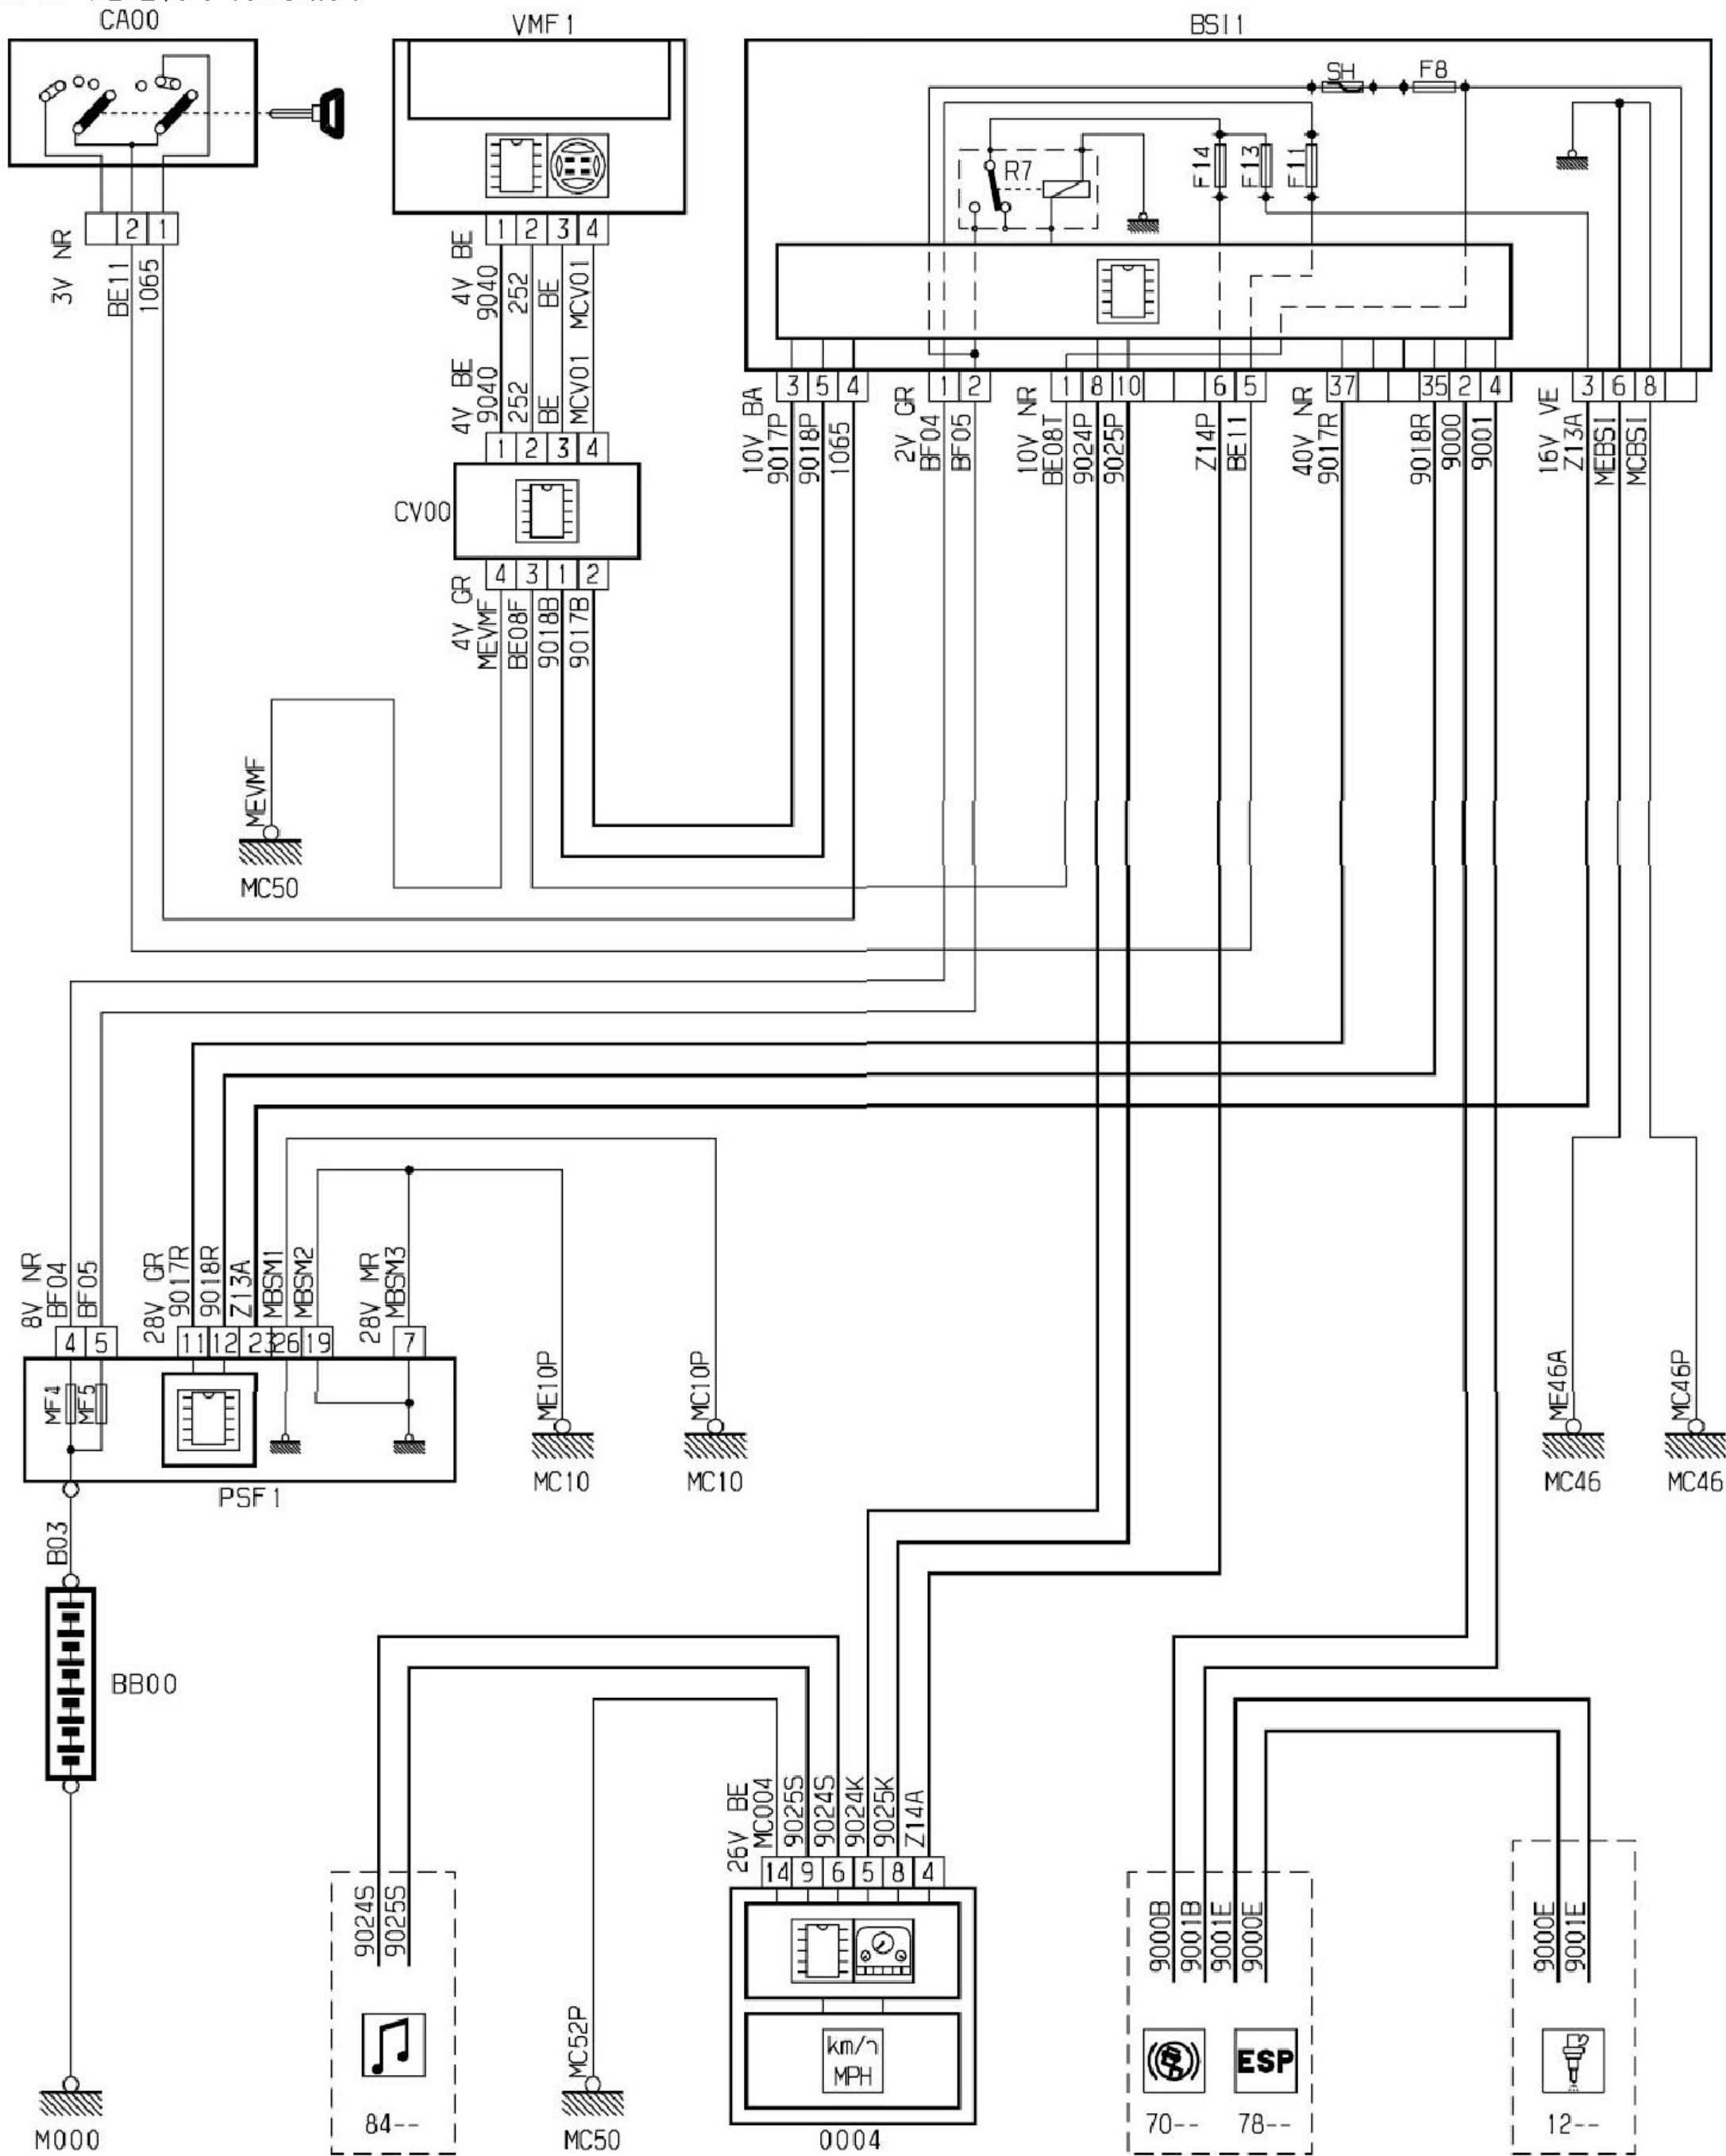 CA00
VMF1
BSI1
SH
F8
R7
F14
F13
F11
2 1
3V NR
BE11
1065
1 2 3 4
4V BE
9040
252
BE
MCV01
4V BE
9040
252
BE
MCV01
1 2 3 4
CV00
4 3 1 2
4V GR
MEVMF
BE08F
9018B
9017B
3 5 4
10V BA
9017P
9018P
1065
1 2
2V GR
BF04
BF05
1 8 10 6 5
10V NR
BE08T
9024P
9025P
Z14P
BE11
37 35 2 4
40V NR
9017R
9018R
9000
9001
3 6 8
16V VE
Z13A
MEBSI
MCBSI
MEVMF
MC50
8V NR
BF04
BF05
28V GR
9017R
9018R
Z13A
MBSM1
MBSM2
28V MR
MBSM3
4 5 11 12 23 26 19 7
MF4
MF5
PSF1
ME10P
MC10
MC10P
MC10
ME46A
MC46
MC46P
MC46
B03
BB00
M000
26V BE
MC004
9025S
9024S
9024K
9025K
Z14A
14 9 6 5 8 4
km/h
MPH
0004
9024S
9025S
84--
MC52P
MC50
9000B
9001B
9001E
9000E
ESP
70-- 78--
9000E
9001E
12--